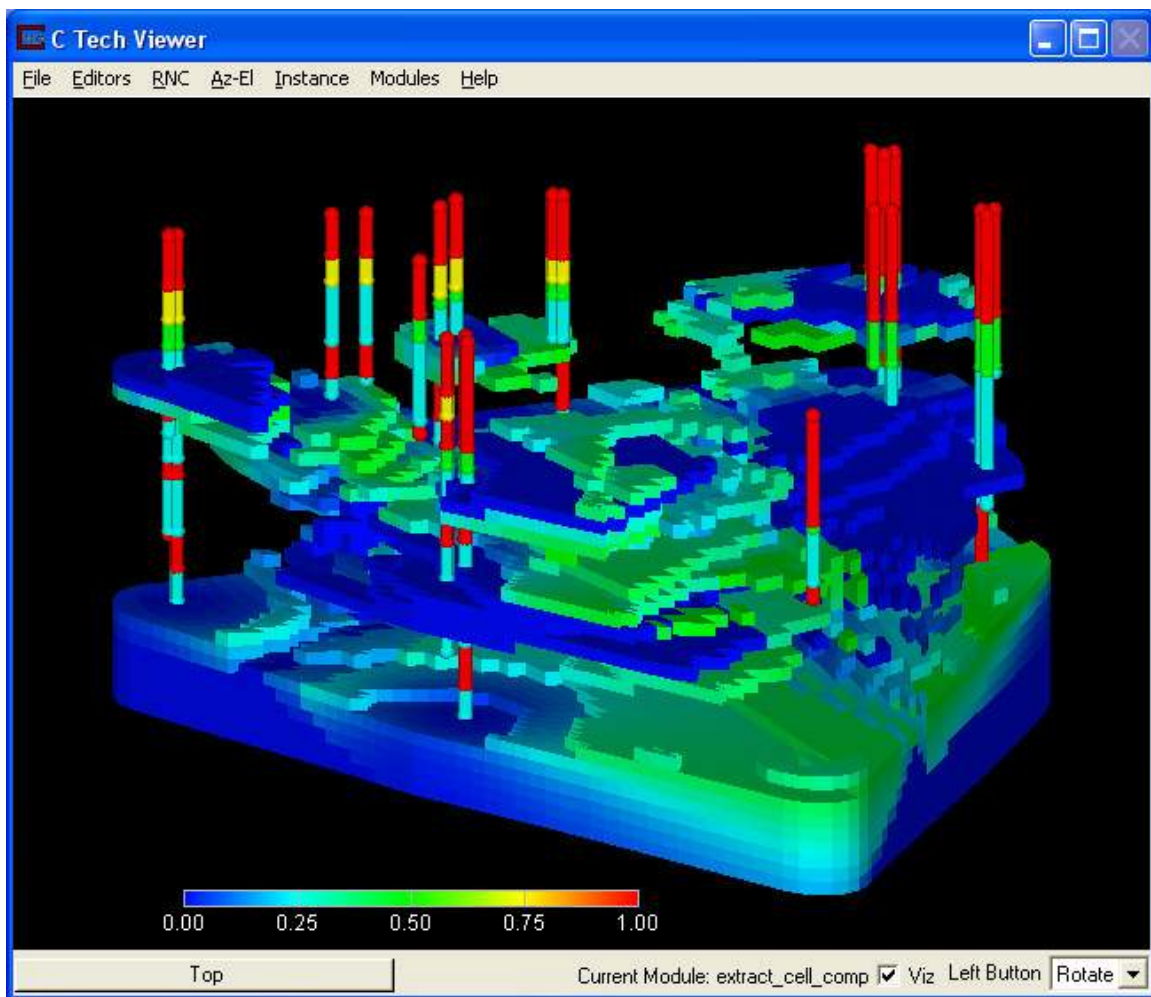 C Tech Viewer
File Editors RNC Az-El Instance Modules Help
0.00 0.25 0.50 0.75 1.00
Top Current Module: extract_cell_comp Viz Left Button Rotate